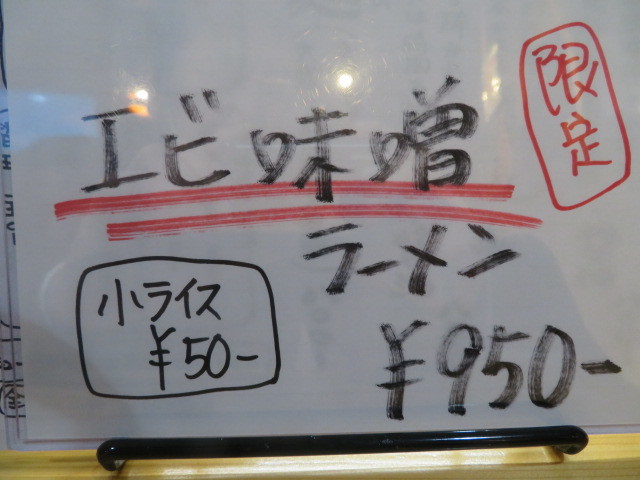 限定
エビ味噌
ラーメン
¥950-
小ライス
¥50-